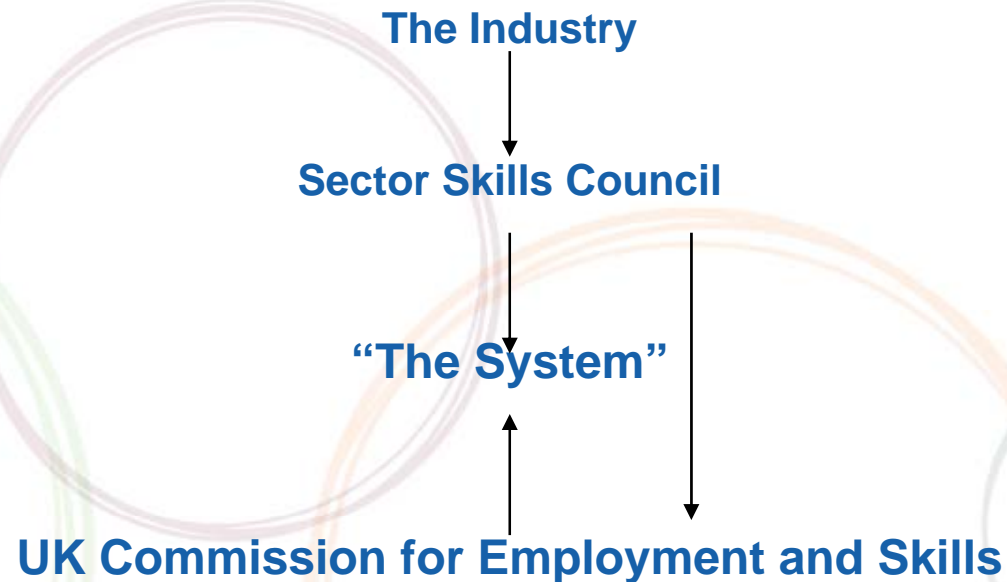 The Industry
Sector Skills Council
“The System”
UK Commission for Employment and Skills